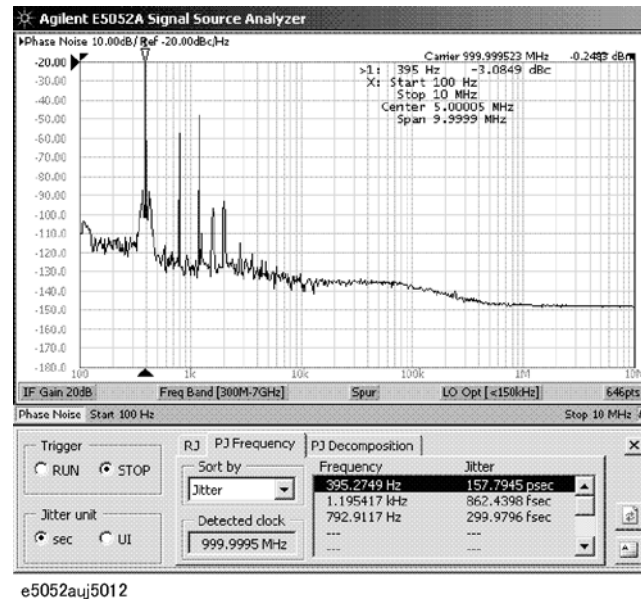 Agilent E5052A Signal Source Analyzer
Phase Noise 10.00dB/ Ref -20.00dBc/Hz
Carrier 999.999523 MHz -0.2483 dBm
>1: 395 Hz -3.0849 dBc
X: Start 100 Hz
Stop 10 MHz
Center 5.00005 MHz
Span 9.9999 MHz
-20.00
-30.00
-40.00
-50.00
-60.00
-70.00
-80.00
-90.00
-100.0
-110.0
-120.0
-130.0
-140.0
-150.0
-160.0
-170.0
-180.0
100 1k 10k 100k 1M 10M
IF Gain 20dB Freq Band [300M-7GHz] Spur LO Opt [<150kHz] 646pts
Phase Noise Start 100 Hz Stop 10 MHz
Trigger
RUN STOP
Jitter unit
sec UI
RJ PJ Frequency PJ Decomposition
Sort by
Jitter
Detected clock
999.9995 MHz
Frequency Jitter
395.2749 Hz 157.7945 psec
1.195417 kHz 862.4398 fsec
792.9117 Hz 299.9796 fsec
--- ---
--- ---
e5052auj5012